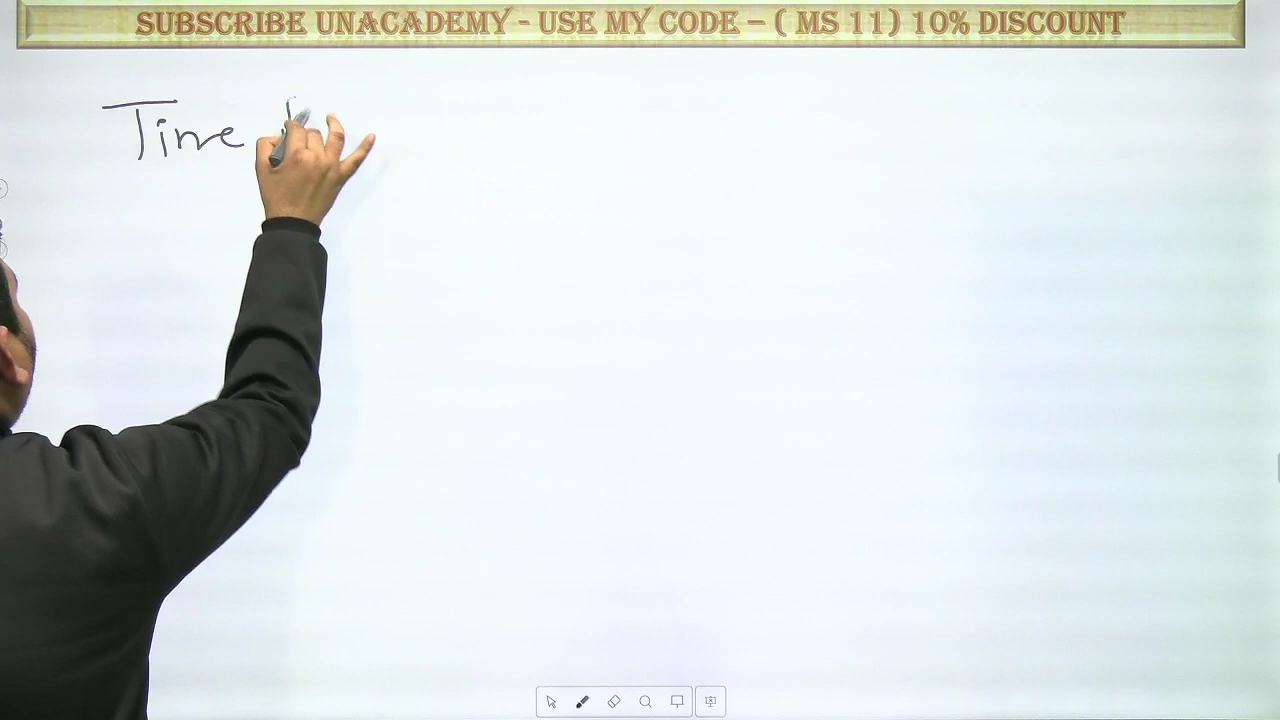 SUBSCRIBE UNACADEMY - USE MY CODE – ( MS 11) 10% DISCOUNT
Time